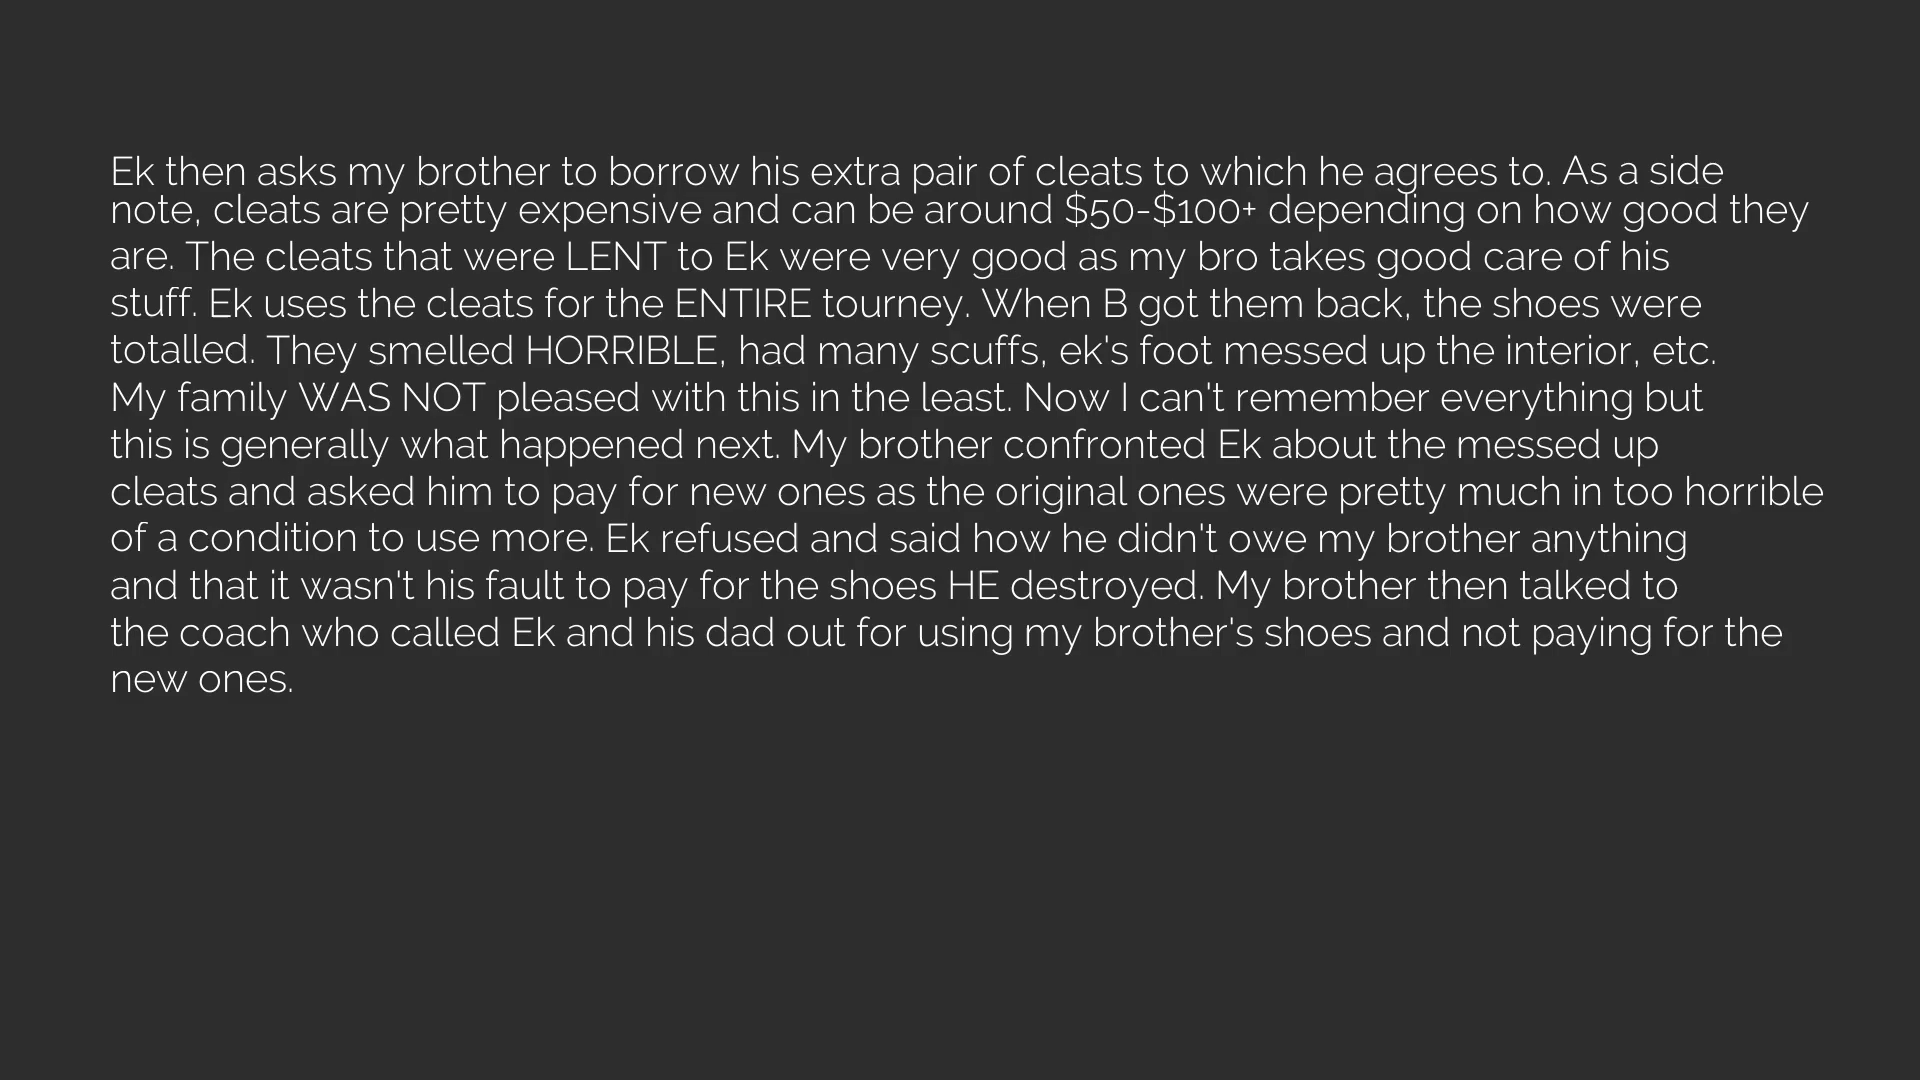 Ek then asks my brother to borrow his extra pair of cleats to which he agrees to. As a side
note, cleats are pretty expensive and can be around $50-$100+ depending on how good they
are. The cleats that were LENT to Ek were very good as my bro takes good care of his
stuff. Ek uses the cleats for the ENTIRE tourney. When B got them back, the shoes were
totalled. They smelled HORRIBLE, had many scuffs, ek's foot messed up the interior, etc.
My family WAS NOT pleased with this in the least. Now I can't remember everything but
this is generally what happened next. My brother confronted Ek about the messed up
cleats and asked him to pay for new ones as the original ones were pretty much in too horrible
of a condition to use more. Ek refused and said how he didn't owe my brother anything
and that it wasn't his fault to pay for the shoes HE destroyed. My brother then talked to
the coach who called Ek and his dad out for using my brother's shoes and not paying for the
new ones.